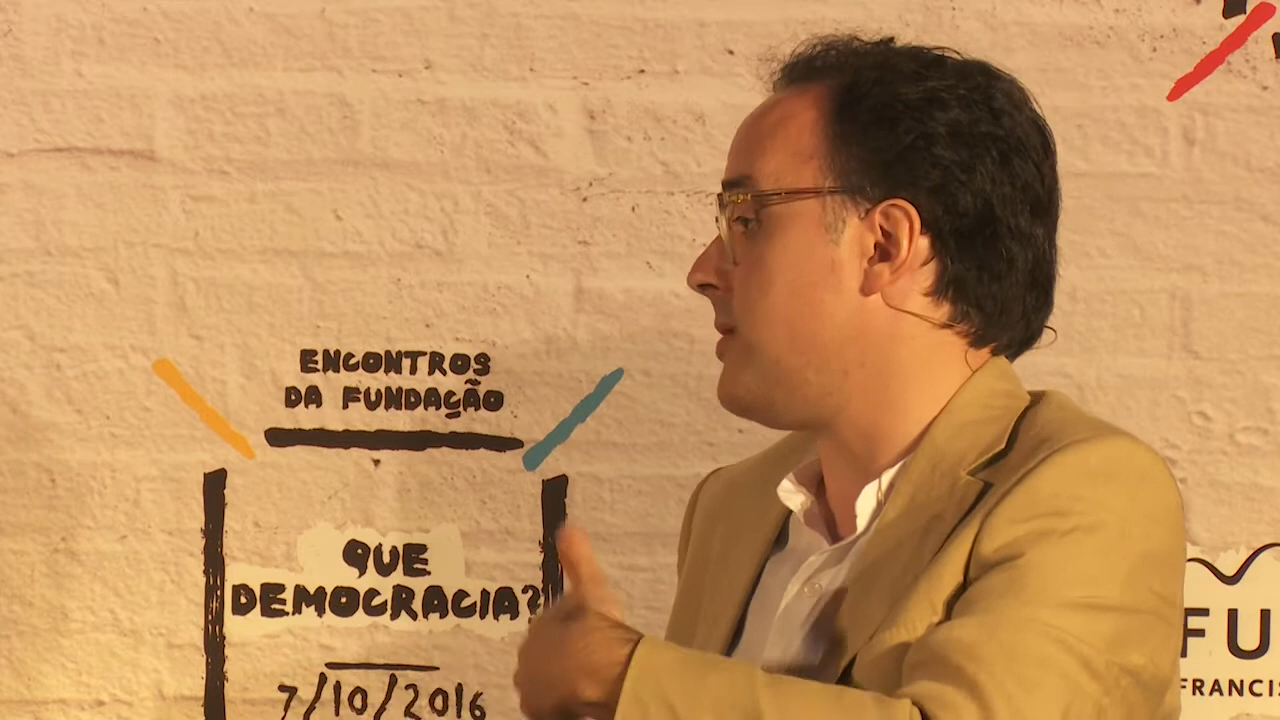 ENCONTROS
DA FUNDAÇÃO
QUE
DEMOCRACIA?
7/10/2016
FU
FRANCIS